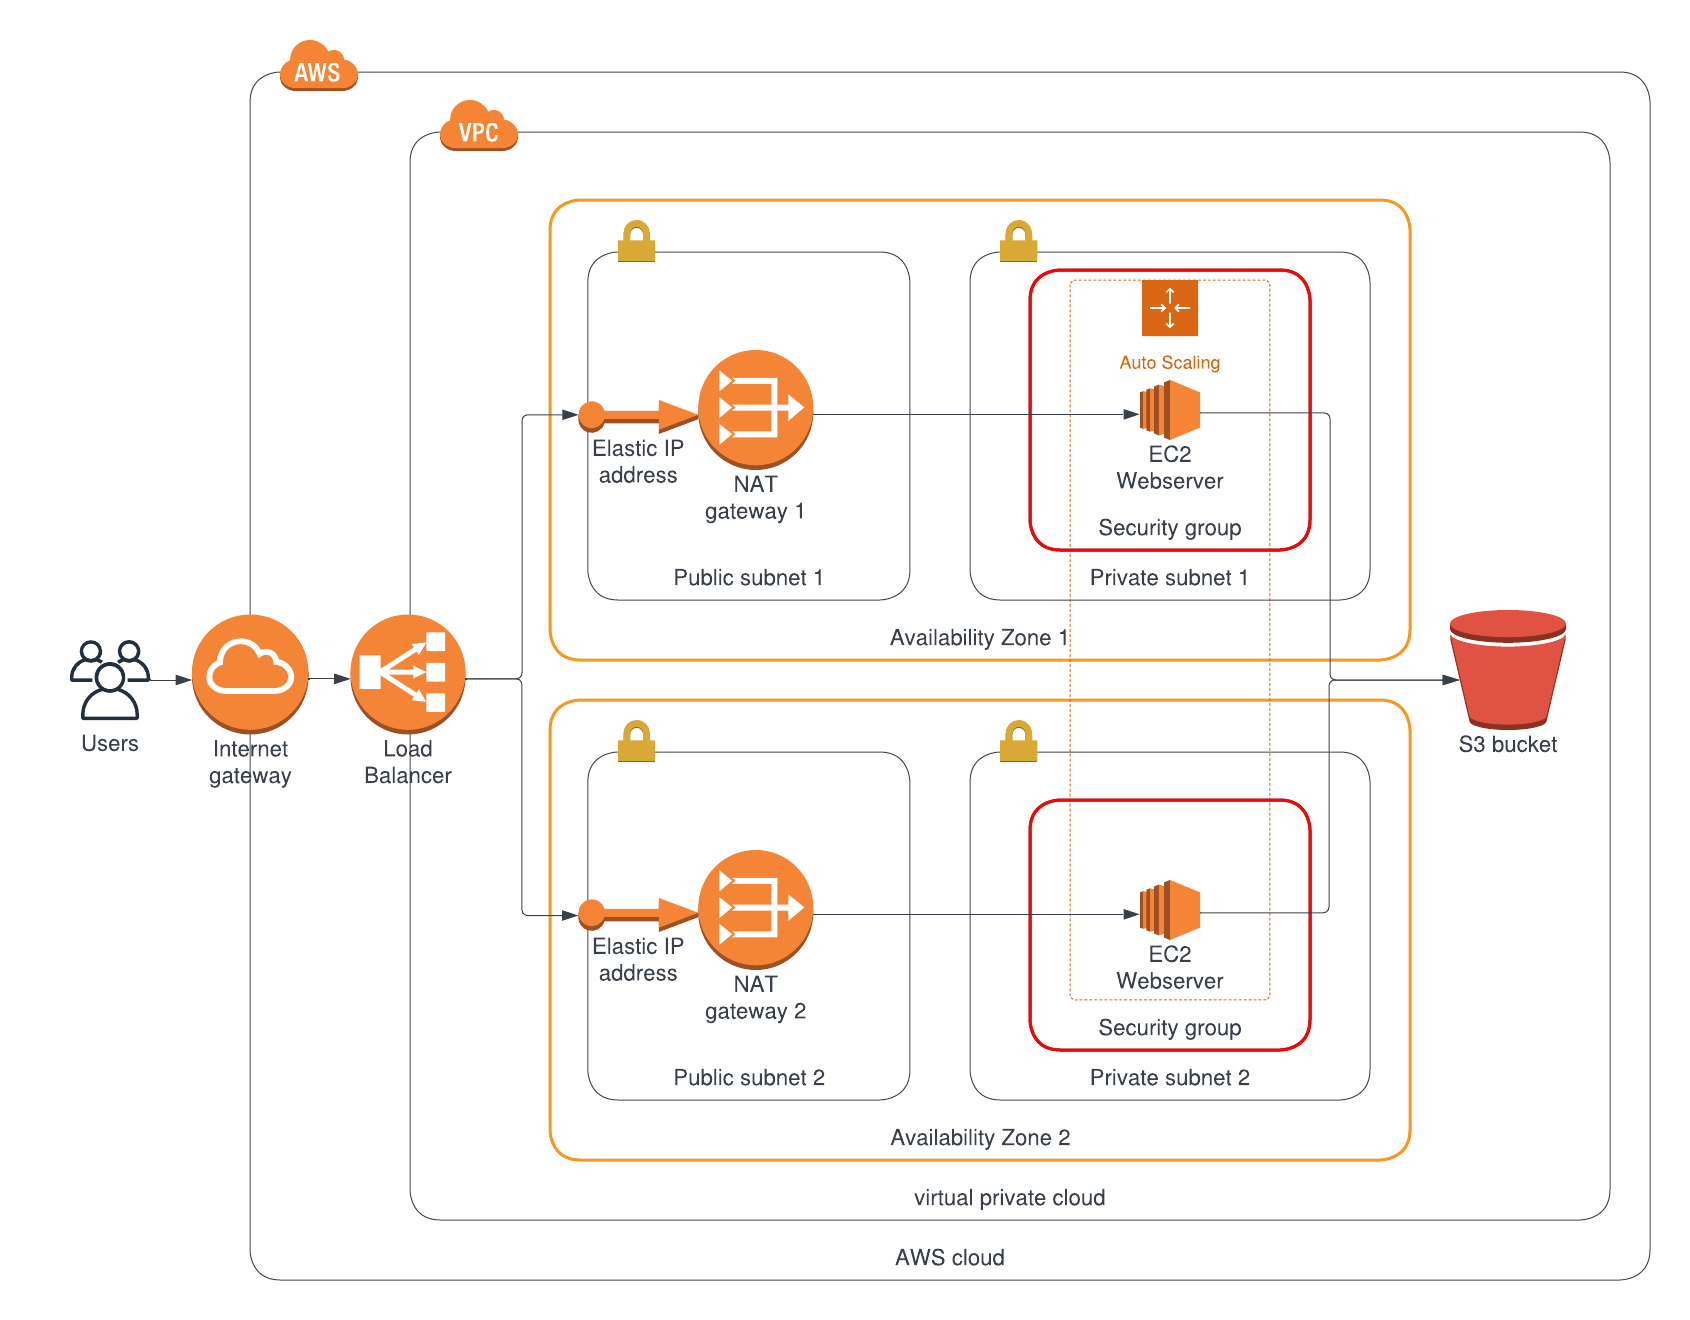 AWS
VPC
Auto Scaling
Elastic IP
address
NAT
gateway 1
EC2
Webserver
Security group
Public subnet 1
Private subnet 1
Availability Zone 1
Users
Internet
gateway
Load
Balancer
S3 bucket
Elastic IP
address
NAT
gateway 2
EC2
Webserver
Security group
Public subnet 2
Private subnet 2
Availability Zone 2
virtual private cloud
AWS cloud